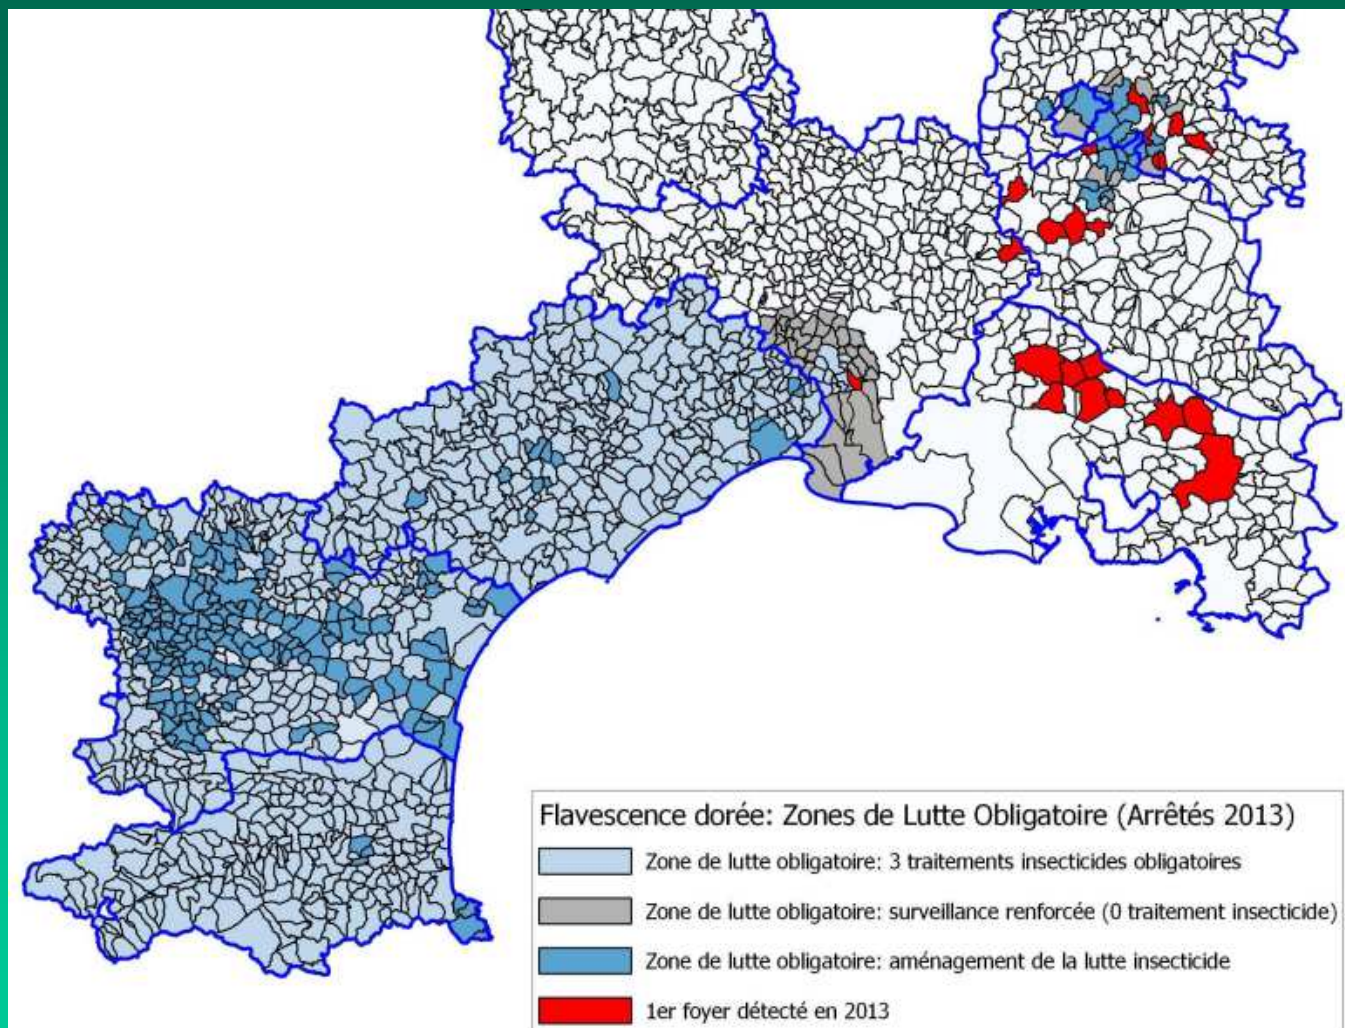 Flavescence dorée: Zones de Lutte Obligatoire (Arrêtés 2013)
Zone de lutte obligatoire: 3 traitements insecticides obligatoires
Zone de lutte obligatoire: surveillance renforcée (0 traitement insecticide)
Zone de lutte obligatoire: aménagement de la lutte insecticide
1er foyer détecté en 2013